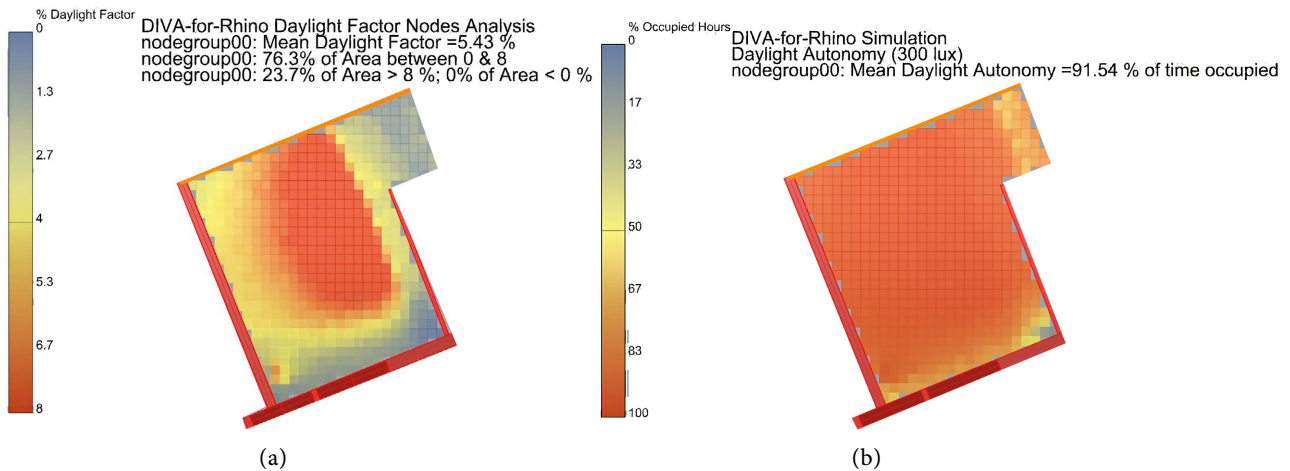 % Daylight Factor
0
1.3
2.7
4
5.3
6.7
8
DIVA-for-Rhino Daylight Factor Nodes Analysis
nodegroup00: Mean Daylight Factor =5.43 %
nodegroup00: 76.3% of Area between 0 & 8
nodegroup00: 23.7% of Area > 8 %; 0% of Area < 0 %
(a)
% Occupied Hours
0
17
33
50
67
83
100
DIVA-for-Rhino Simulation
Daylight Autonomy (300 lux)
nodegroup00: Mean Daylight Autonomy =91.54 % of time occupied
(b)